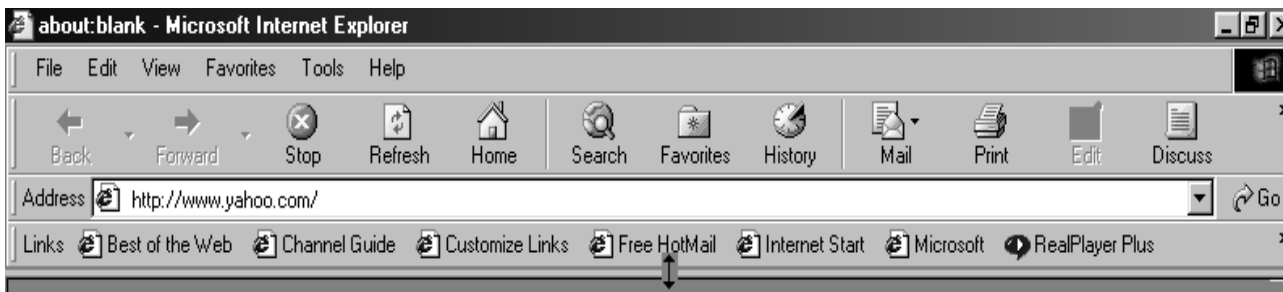 about:blank - Microsoft Internet Explorer
File Edit View Favorites Tools Help
Back Forward Stop Refresh Home Search Favorites History Mail Print Edit Discuss
Address http://www.yahoo.com/ Go
Links Best of the Web Channel Guide Customize Links Free HotMail Internet Start Microsoft RealPlayer Plus